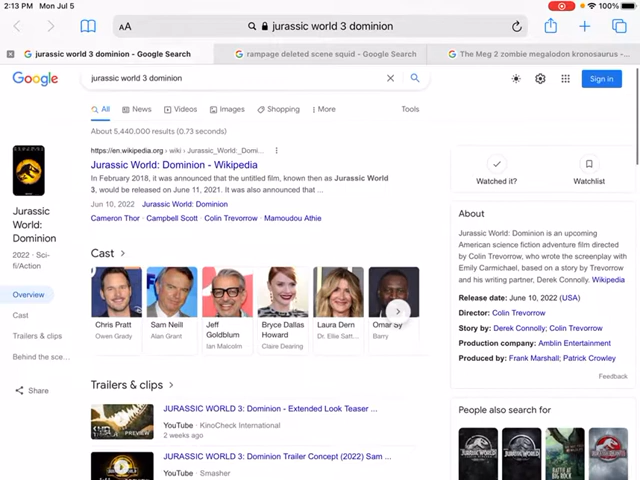 2:13 PM Mon Jul 5
100%
AA
jurassic world 3 dominion
jurassic world 3 dominion - Google Search
rampage deleted scene squid - Google Search
The Meg 2 zombie megalodon kronosaurus -...
Google
jurassic world 3 dominion
Sign in
All
News
Videos
Images
Shopping
More
Tools
About 5,440,000 results (0.73 seconds)
https://en.wikipedia.org › wiki › Jurassic_World:_Domi...
Jurassic World: Dominion - Wikipedia
In February 2018, it was announced that the untitled film, known then as Jurassic World
3, would be released on June 11, 2021. It was also announced that ...
Jun 10, 2022 Jurassic World: Dominion
Cameron Thor · Campbell Scott · Colin Trevorrow · Mamoudou Athie
Jurassic
World:
Dominion
2022 · Sci-
fi/Action
Overview
Cast
Trailers & clips
Behind the sce...
Share
Cast
Chris Pratt
Owen Grady
Sam Neill
Alan Grant
Jeff
Goldblum
Ian Malcolm
Bryce Dallas
Howard
Claire Dearing
Laura Dern
Dr. Ellie Satt...
Omar Sy
Barry
Trailers & clips
JURASSIC WORLD 3: Dominion - Extended Look Teaser ...
YouTube · KinoCheck International
2 weeks ago
PREVIEW
JURASSIC WORLD 3: Dominion Trailer Concept (2022) Sam ...
YouTube · Smasher
Watched it?
Watchlist
About
Jurassic World: Dominion is an upcoming
American science fiction adventure film directed
by Colin Trevorrow, who wrote the screenplay with
Emily Carmichael, based on a story by Trevorrow
and his writing partner, Derek Connolly. Wikipedia
Release date: June 10, 2022 (USA)
Director: Colin Trevorrow
Story by: Derek Connolly; Colin Trevorrow
Production company: Amblin Entertainment
Produced by: Frank Marshall; Patrick Crowley
Feedback
People also search for
JURASSIC WORLD
JURASSIC WORLD
BATTLE AT
BIG ROCK